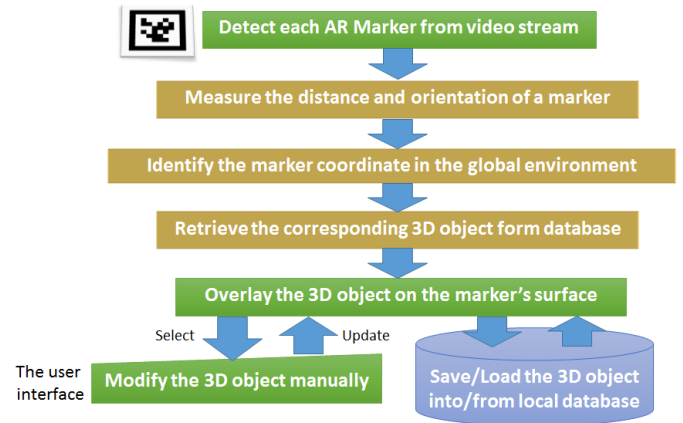 Detect each AR Marker from video stream
Measure the distance and orientation of a marker
Identify the marker coordinate in the global environment
Retrieve the corresponding 3D object form database
Overlay the 3D object on the marker's surface
Select
Update
The user
interface
Modify the 3D object manually
Save/Load the 3D object
into/from local database